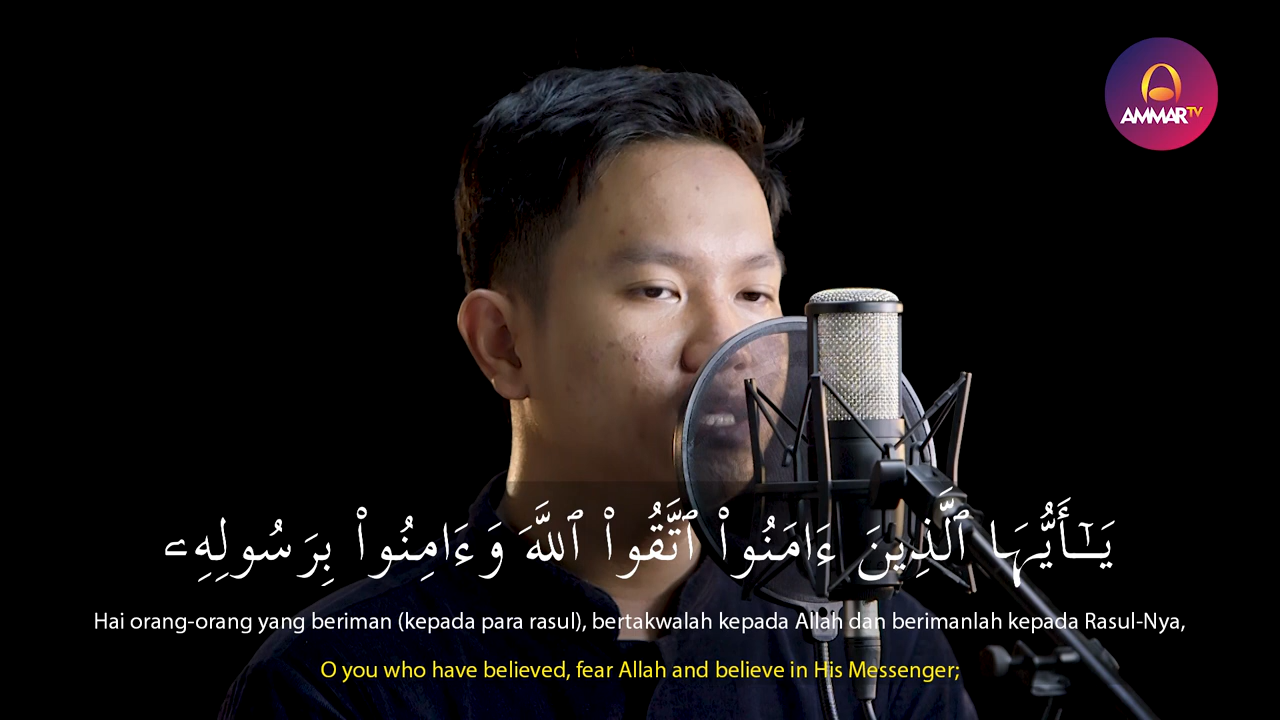 AMMARTV
يَـٰٓأَيُّهَا ٱلَّذِينَ ءَامَنُوا۟ ٱتَّقُوا۟ ٱللَّهَ وَءَامِنُوا۟ بِرَسُولِهِۦ
Hai orang-orang yang beriman (kepada para rasul), bertakwalah kepada Allah dan berimanlah kepada Rasul-Nya,
O you who have believed, fear Allah and believe in His Messenger;